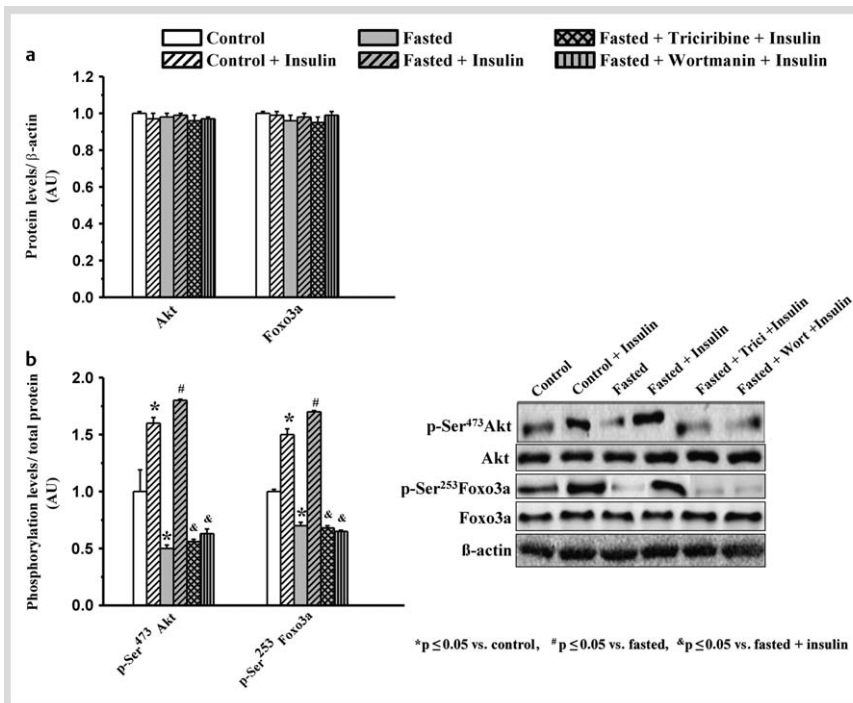 a
Control
Fasted
Fasted + Triciribine + Insulin
Control + Insulin
Fasted + Insulin
Fasted + Wortmanin + Insulin
Protein levels/ β-actin
(AU)
1.2
1.0
0.8
0.6
0.4
0.2
0.0
Akt
Foxo3a
b
Phosphorylation levels/ total protein
(AU)
2.0
1.5
1.0
0.5
0.0
*
*
#
&
&
*
*
#
&
&
p-Ser473 Akt
p-Ser253 Foxo3a
Control
Control + Insulin
Fasted
Fasted + Insulin
Fasted + Trici +Insulin
Fasted + Wort +Insulin
p-Ser473Akt
Akt
p-Ser253Foxo3a
Foxo3a
ß-actin
*p ≤ 0.05 vs. control, #p ≤ 0.05 vs. fasted, &p ≤ 0.05 vs. fasted + insulin